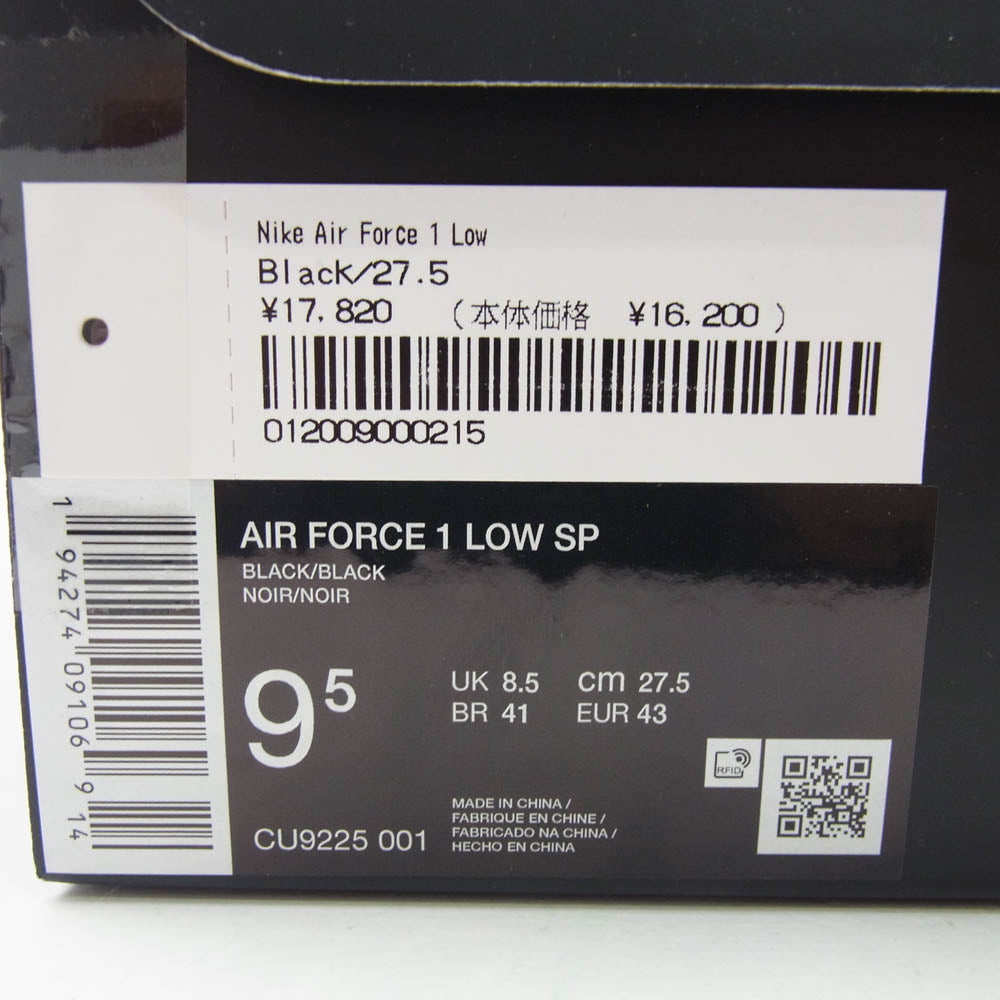 Nike Air Force 1 Low
Black/27.5
¥17,820 (本体価格 ¥16,200)
012009000215
1 94274 09106 9 14
AIR FORCE 1 LOW SP
BLACK/BLACK
NOIR/NOIR
9⁵
UK 8.5 cm 27.5
BR 41 EUR 43
RFID
MADE IN CHINA /
FABRIQUE EN CHINE /
FABRICADO NA CHINA /
HECHO EN CHINA
CU9225 001